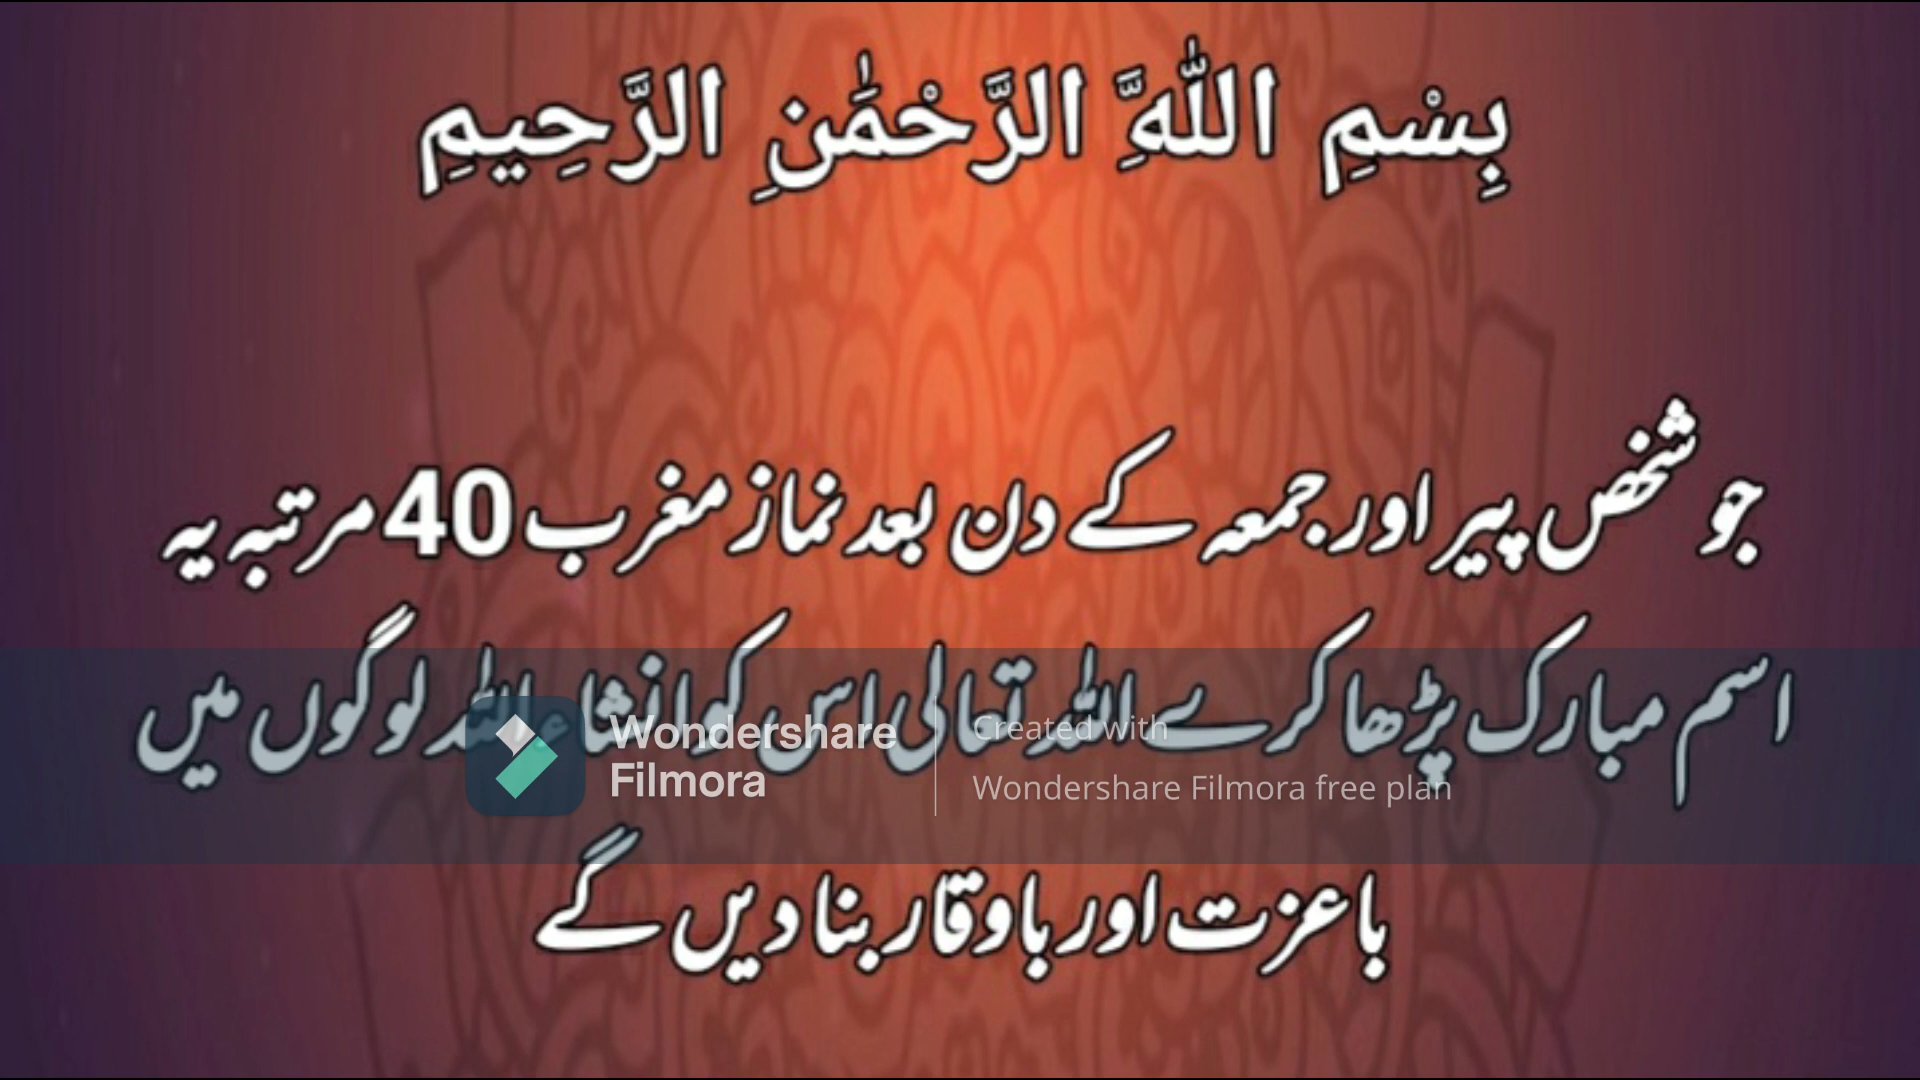 بِسْمِ اللَّهِ الرَّحْمَٰنِ الرَّحِيمِ
جو شخص پیر اور جمعہ کے دن بعد نماز مغرب 40 مرتبہ یہ
اسم مبارک پڑھا کرے اللہ تعالی اس کو انشاء اللہ لوگوں میں
Wondershare
Filmora
Created with
Wondershare Filmora free plan
باعزت اور باوقار بنا دیں گے